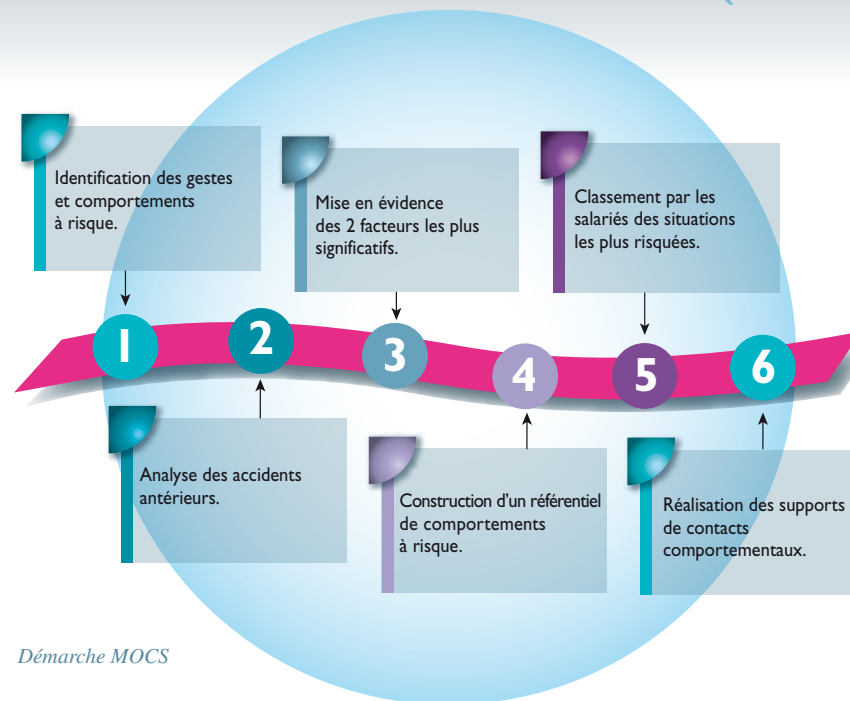 1
Identification des gestes
et comportements
à risque.
2
Analyse des accidents
antérieurs.
3
Mise en évidence
des 2 facteurs les plus
significatifs.
4
Construction d'un référentiel
de comportements
à risque.
5
Classement par les
salariés des situations
les plus risquées.
6
Réalisation des supports
de contacts
comportementaux.
Démarche MOCS